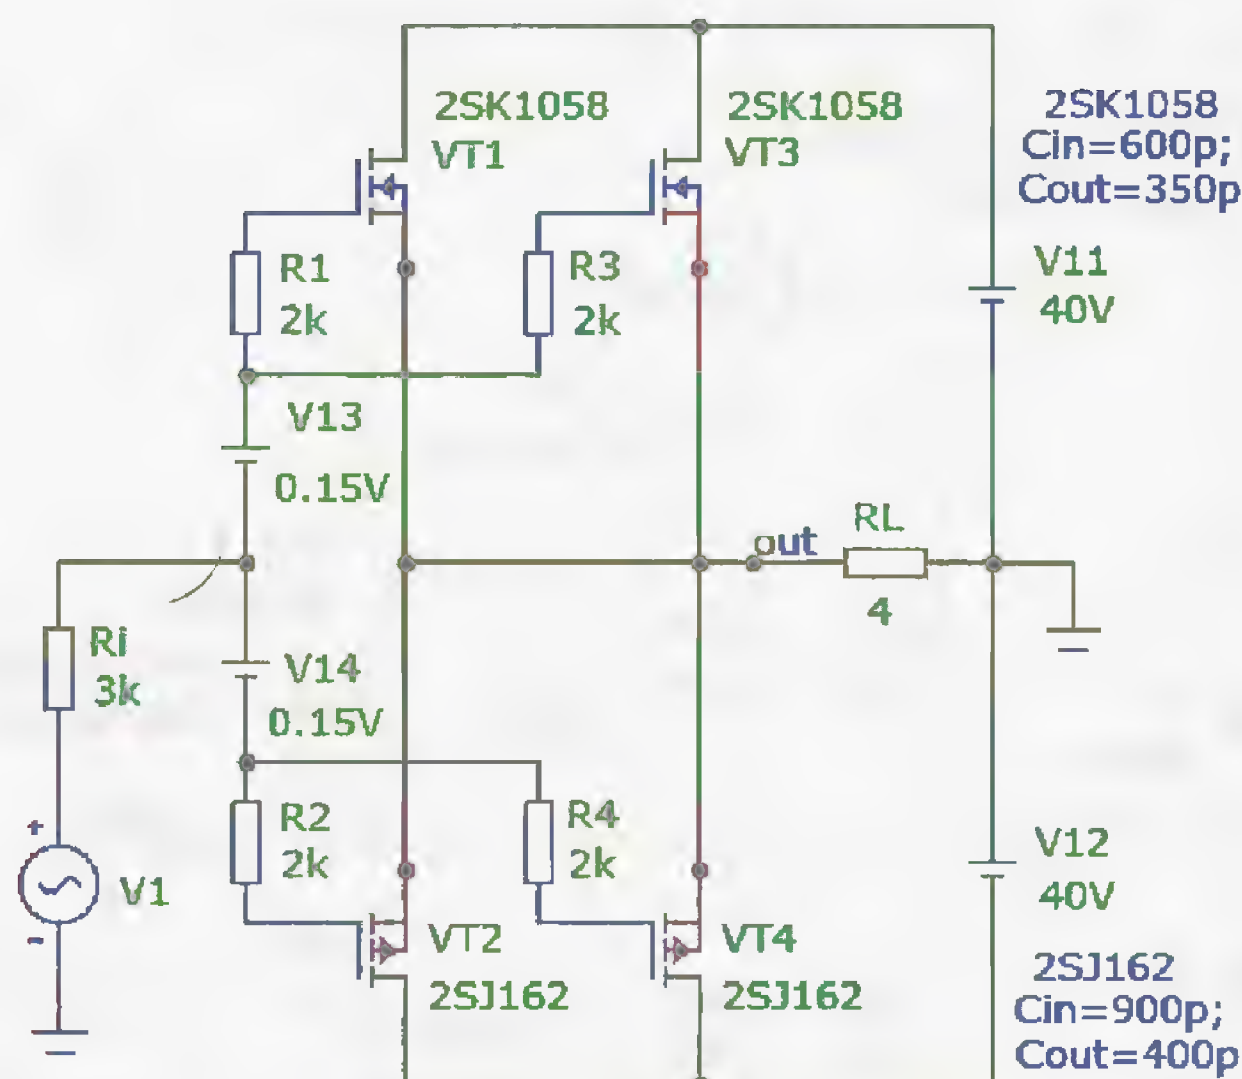 2SK1058
VT1
2SK1058
VT3
2SK1058
Cin=600p;
Cout=350p
R1
2k
R3
2k
V11
40V
V13
0.15V
out
RL
4
Ri
3k
V14
0.15V
+
V1
-
R2
2k
R4
2k
VT2
2SJ162
VT4
2SJ162
V12
40V
2SJ162
Cin=900p;
Cout=400p